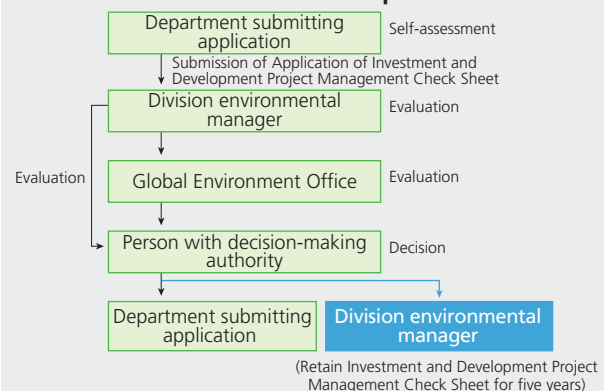 Department submitting
application
Self-assessment
Submission of Application of Investment and
Development Project Management Check Sheet
Division environmental
manager
Evaluation
Evaluation
Global Environment Office
Evaluation
Person with decision-making
authority
Decision
Department submitting
application
Division environmental
manager
(Retain Investment and Development Project
Management Check Sheet for five years)